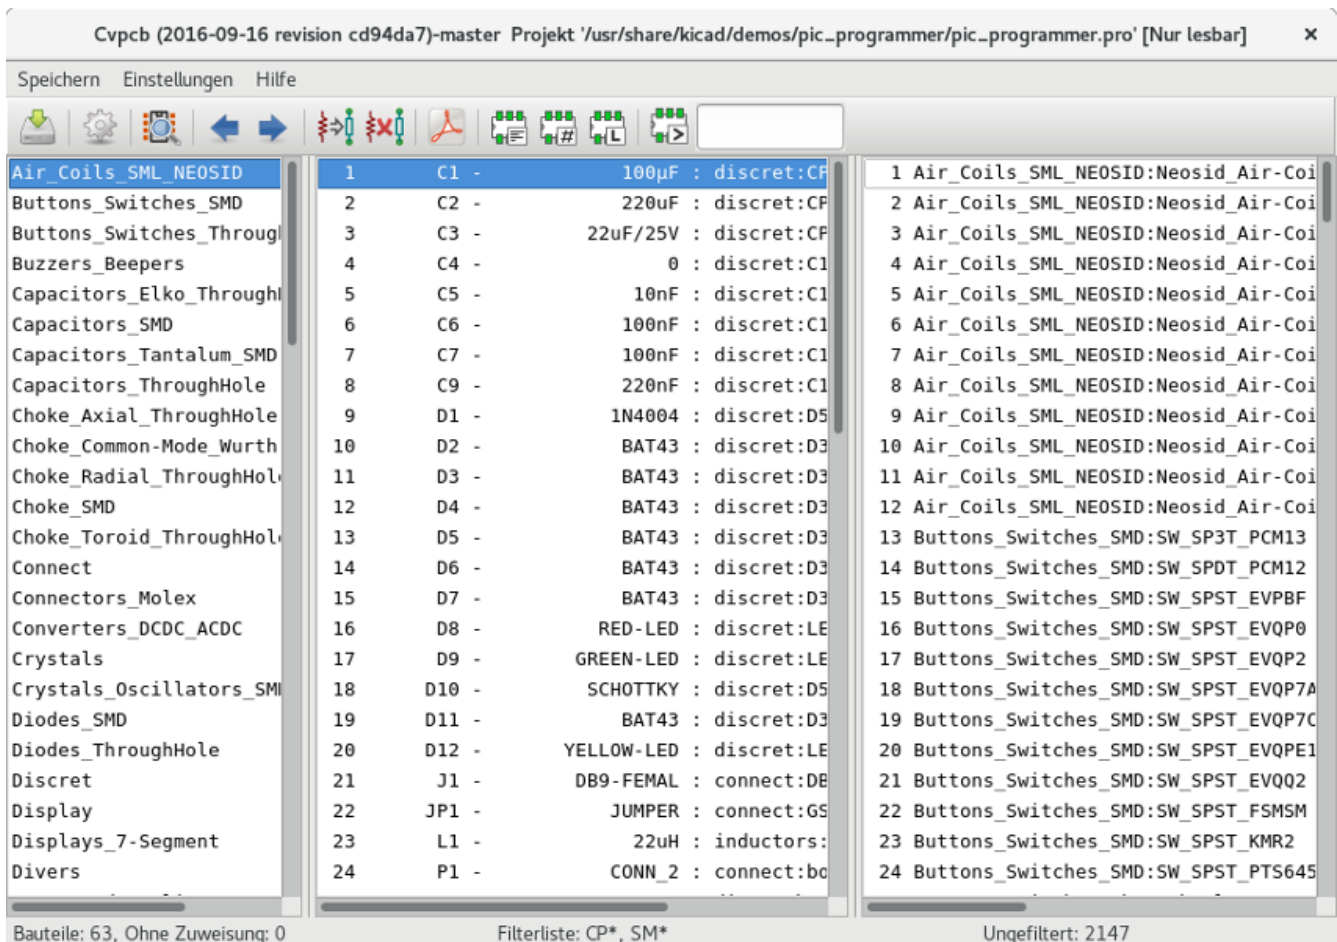 Cvpcb (2016-09-16 revision cd94da7)-master Projekt '/usr/share/kicad/demos/pic_programmer/pic_programmer.pro' [Nur lesbar]
Speichern Einstellungen Hilfe
Air_Coils_SML_NEOSID
Buttons_Switches_SMD
Buttons_Switches_Throug
Buzzers_Beepers
Capacitors_Elko_Through
Capacitors_SMD
Capacitors_Tantalum_SMD
Capacitors_ThroughHole
Choke_Axial_ThroughHole
Choke_Common-Mode_Wurth
Choke_Radial_ThroughHol
Choke_SMD
Choke_Toroid_ThroughHol
Connect
Connectors_Molex
Converters_DCDC_ACDC
Crystals
Crystals_Oscillators_SM
Diodes_SMD
Diodes_ThroughHole
Discret
Display
Displays_7-Segment
Divers
1 C1 - 100µF : discret:CP
2 C2 - 220uF : discret:CP
3 C3 - 22uF/25V : discret:CP
4 C4 - 0 : discret:C1
5 C5 - 10nF : discret:C1
6 C6 - 100nF : discret:C1
7 C7 - 100nF : discret:C1
8 C9 - 220nF : discret:C1
9 D1 - 1N4004 : discret:D5
10 D2 - BAT43 : discret:D3
11 D3 - BAT43 : discret:D3
12 D4 - BAT43 : discret:D3
13 D5 - BAT43 : discret:D3
14 D6 - BAT43 : discret:D3
15 D7 - BAT43 : discret:D3
16 D8 - RED-LED : discret:LE
17 D9 - GREEN-LED : discret:LE
18 D10 - SCHOTTKY : discret:D5
19 D11 - BAT43 : discret:D3
20 D12 - YELLOW-LED : discret:LE
21 J1 - DB9-FEMAL : connect:DB
22 JP1 - JUMPER : connect:GS
23 L1 - 22uH : inductors:
24 P1 - CONN_2 : connect:bo
1 Air_Coils_SML_NEOSID:Neosid_Air-Coi
2 Air_Coils_SML_NEOSID:Neosid_Air-Coi
3 Air_Coils_SML_NEOSID:Neosid_Air-Coi
4 Air_Coils_SML_NEOSID:Neosid_Air-Coi
5 Air_Coils_SML_NEOSID:Neosid_Air-Coi
6 Air_Coils_SML_NEOSID:Neosid_Air-Coi
7 Air_Coils_SML_NEOSID:Neosid_Air-Coi
8 Air_Coils_SML_NEOSID:Neosid_Air-Coi
9 Air_Coils_SML_NEOSID:Neosid_Air-Coi
10 Air_Coils_SML_NEOSID:Neosid_Air-Coi
11 Air_Coils_SML_NEOSID:Neosid_Air-Coi
12 Air_Coils_SML_NEOSID:Neosid_Air-Coi
13 Buttons_Switches_SMD:SW_SP3T_PCM13
14 Buttons_Switches_SMD:SW_SPDT_PCM12
15 Buttons_Switches_SMD:SW_SPST_EVPBF
16 Buttons_Switches_SMD:SW_SPST_EVQP0
17 Buttons_Switches_SMD:SW_SPST_EVQP2
18 Buttons_Switches_SMD:SW_SPST_EVQP7A
19 Buttons_Switches_SMD:SW_SPST_EVQP7C
20 Buttons_Switches_SMD:SW_SPST_EVQPE1
21 Buttons_Switches_SMD:SW_SPST_EVQQ2
22 Buttons_Switches_SMD:SW_SPST_FSMSM
23 Buttons_Switches_SMD:SW_SPST_KMR2
24 Buttons_Switches_SMD:SW_SPST_PTS645
Bauteile: 63, Ohne Zuweisung: 0
Filterliste: CP*, SM*
Ungefiltert: 2147